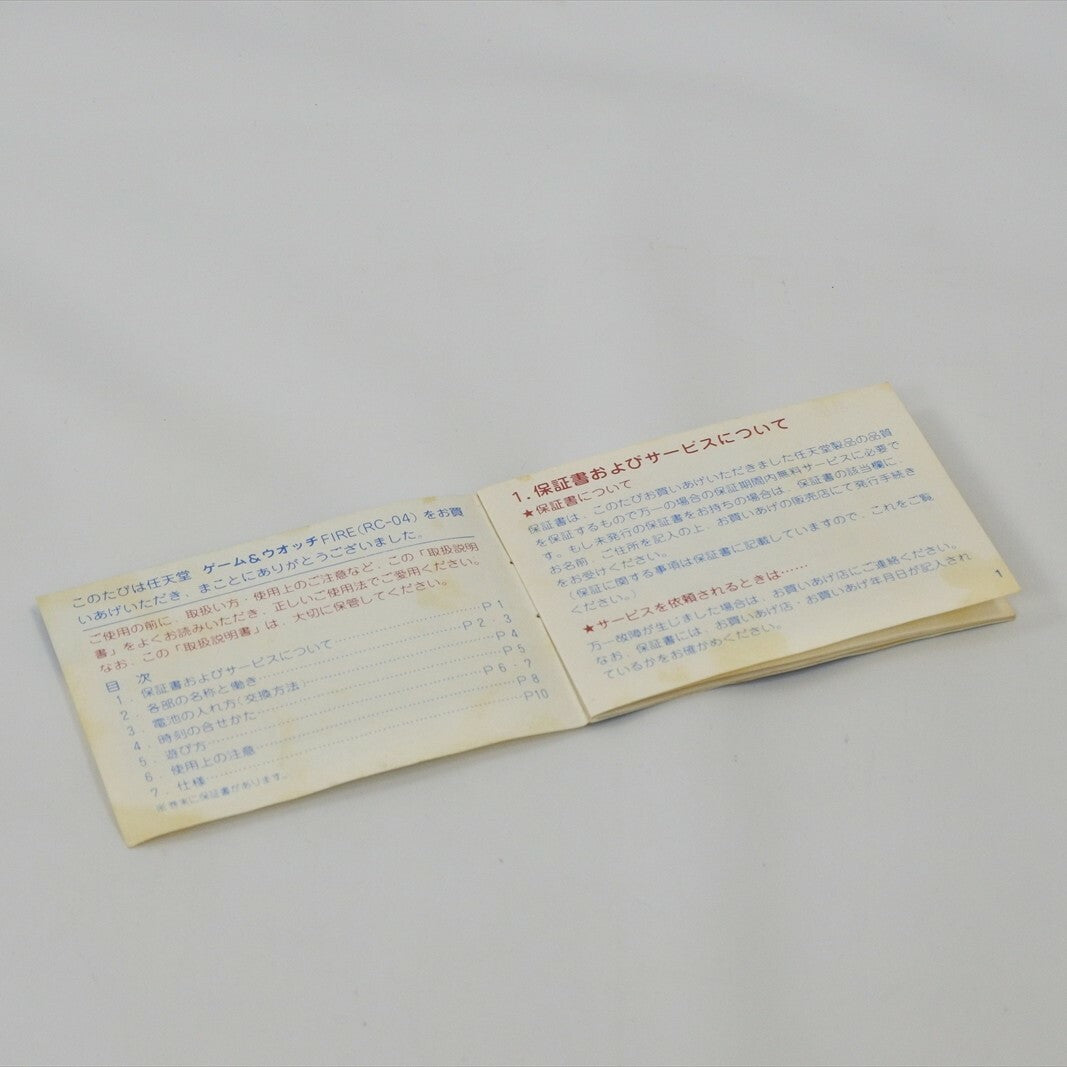 このたびは任天堂 ゲーム&ウオッチFIRE(RC-04)をお買
いあげいただき、まことにありがとうございました。
ご使用の前に、取扱い方・使用上のご注意など、この「取扱説明
書」をよくお読みいただき、正しいご使用法でご愛用ください。
なお、この「取扱説明書」は、大切に保管してください。
目 次
1. 保証書およびサービスについて……P 1
2. 各部の名称と働き……P 2・3
3. 電池の入れ方(交換方法)……P 4
4. 時刻の合せかた……P 5
5. 遊び方……P 6・7
6. 使用上の注意……P 8
7. 仕様……P10
※巻末に保証書があります。
1.保証書およびサービスについて
★保証書について
保証書は、このたびお買いあげいただきました任天堂製品の品質
を保証するもので万一の場合の保証期間内無料サービスに必要で
す。もし未発行の保証書をお持ちの場合は、保証書の該当欄に、
お名前、ご住所を記入の上、お買いあげの販売店にて発行手続き
をお受けください。
(保証に関する事項は保証書に記載していますので、これをご覧
ください。)
★サービスを依頼されるときは……
万一故障が生じました場合は、お買いあげ店にご連絡ください。
なお、保証書には、お買いあげ店・お買いあげ年月日が記入され
ているかをお確かめください。
1